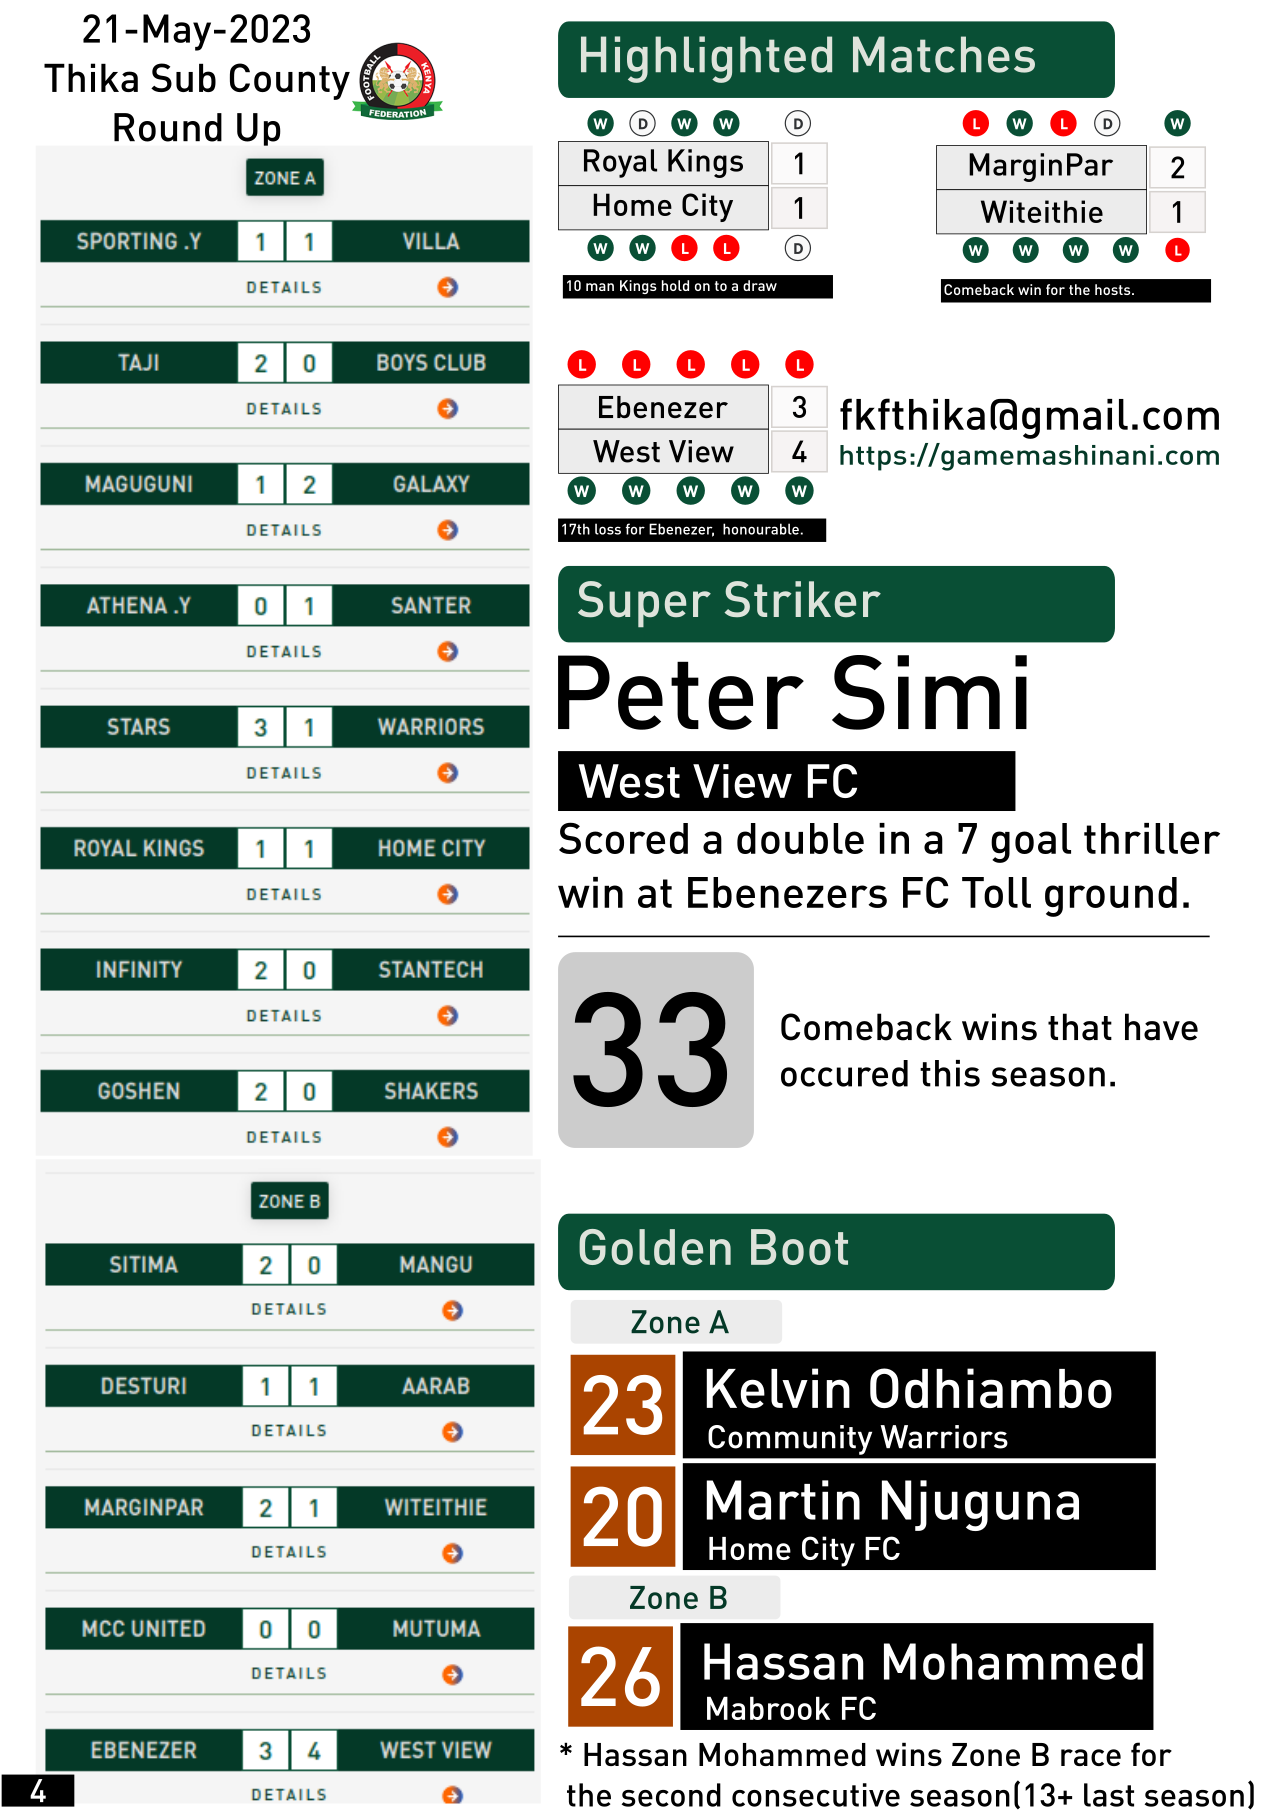 21-May-2023
Thika Sub County
Round Up
FOOTBALL
KENYA
FEDERATION
ZONE A
SPORTING .Y 1 1 VILLA
DETAILS
TAJI 2 0 BOYS CLUB
DETAILS
MAGUGUNI 1 2 GALAXY
DETAILS
ATHENA .Y 0 1 SANTER
DETAILS
STARS 3 1 WARRIORS
DETAILS
ROYAL KINGS 1 1 HOME CITY
DETAILS
INFINITY 2 0 STANTECH
DETAILS
GOSHEN 2 0 SHAKERS
DETAILS
ZONE B
SITIMA 2 0 MANGU
DETAILS
DESTURI 1 1 AARAB
DETAILS
MARGINPAR 2 1 WITEITHIE
DETAILS
MCC UNITED 0 0 MUTUMA
DETAILS
EBENEZER 3 4 WEST VIEW
DETAILS
4
Highlighted Matches
W D W W D
Royal Kings 1
Home City 1
W W L L D
10 man Kings hold on to a draw
L W L D W
MarginPar 2
Witeithie 1
W W W W L
Comeback win for the hosts.
L L L L L
Ebenezer 3
West View 4
W W W W W
17th loss for Ebenezer, honourable.
fkfthika@gmail.com
https://gamemashinani.com
Super Striker
Peter Simi
West View FC
Scored a double in a 7 goal thriller
win at Ebenezers FC Toll ground.
33
Comeback wins that have
occured this season.
Golden Boot
Zone A
23 Kelvin Odhiambo
Community Warriors
20 Martin Njuguna
Home City FC
Zone B
26 Hassan Mohammed
Mabrook FC
* Hassan Mohammed wins Zone B race for
the second consecutive season(13+ last season)